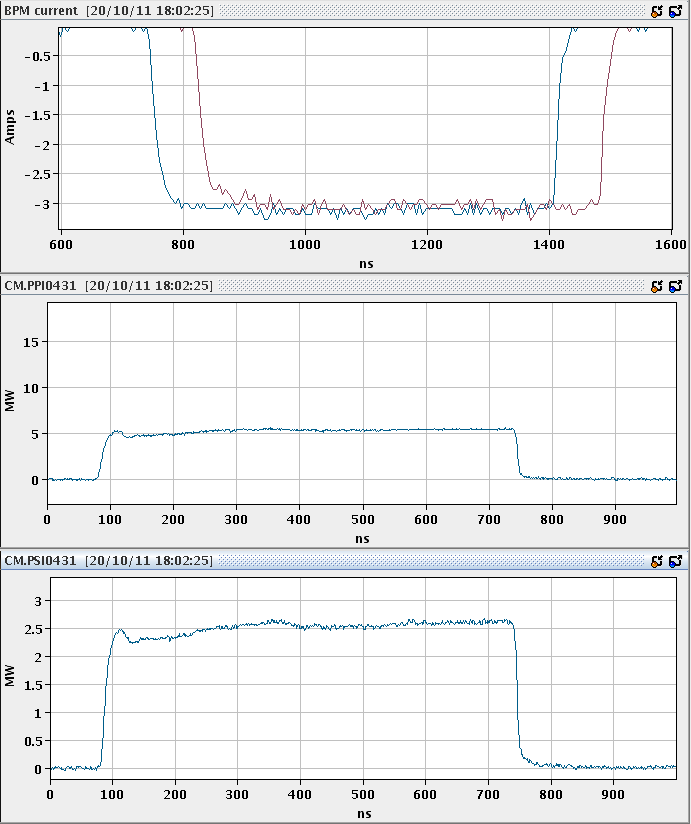 BPM current [20/10/11 18:02:25]
-0.5
-1
-1.5
-2
-2.5
-3
Amps
600 800 1000 1200 1400 1600
ns
CM.PPI0431 [20/10/11 18:02:25]
15
10
5
0
MW
0 100 200 300 400 500 600 700 800 900
ns
CM.PSI0431 [20/10/11 18:02:25]
3
2.5
2
1.5
1
0.5
0
MW
0 100 200 300 400 500 600 700 800 900
ns